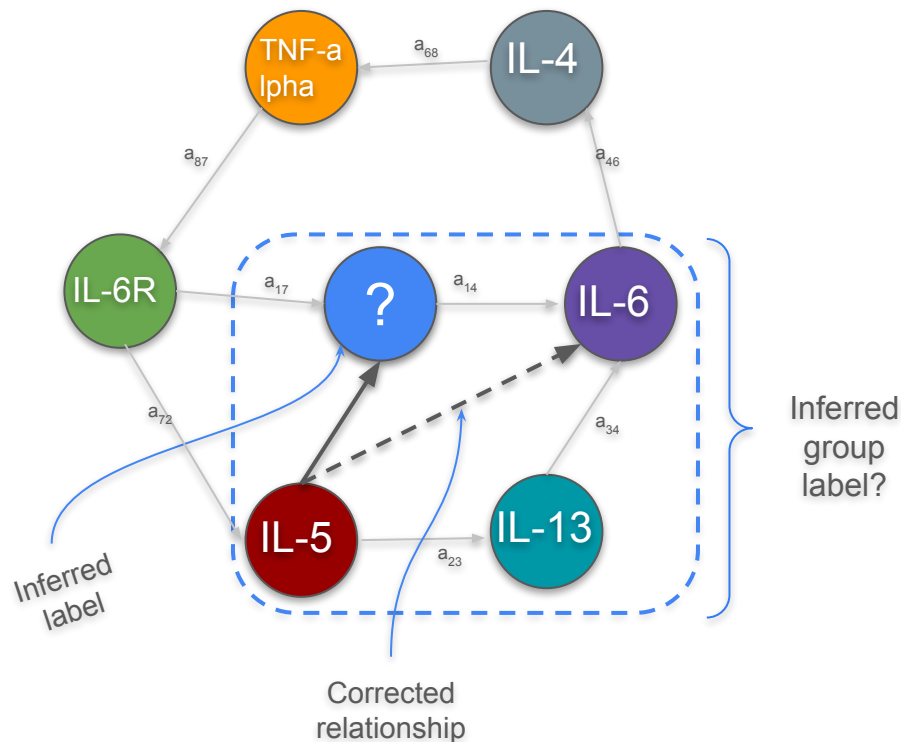 TNF-a
lpha
a68
IL-4
a87
a46
IL-6R
a17
?
a14
IL-6
a72
a34
Inferred
group
label?
IL-5
a23
IL-13
Inferred
label
Corrected
relationship